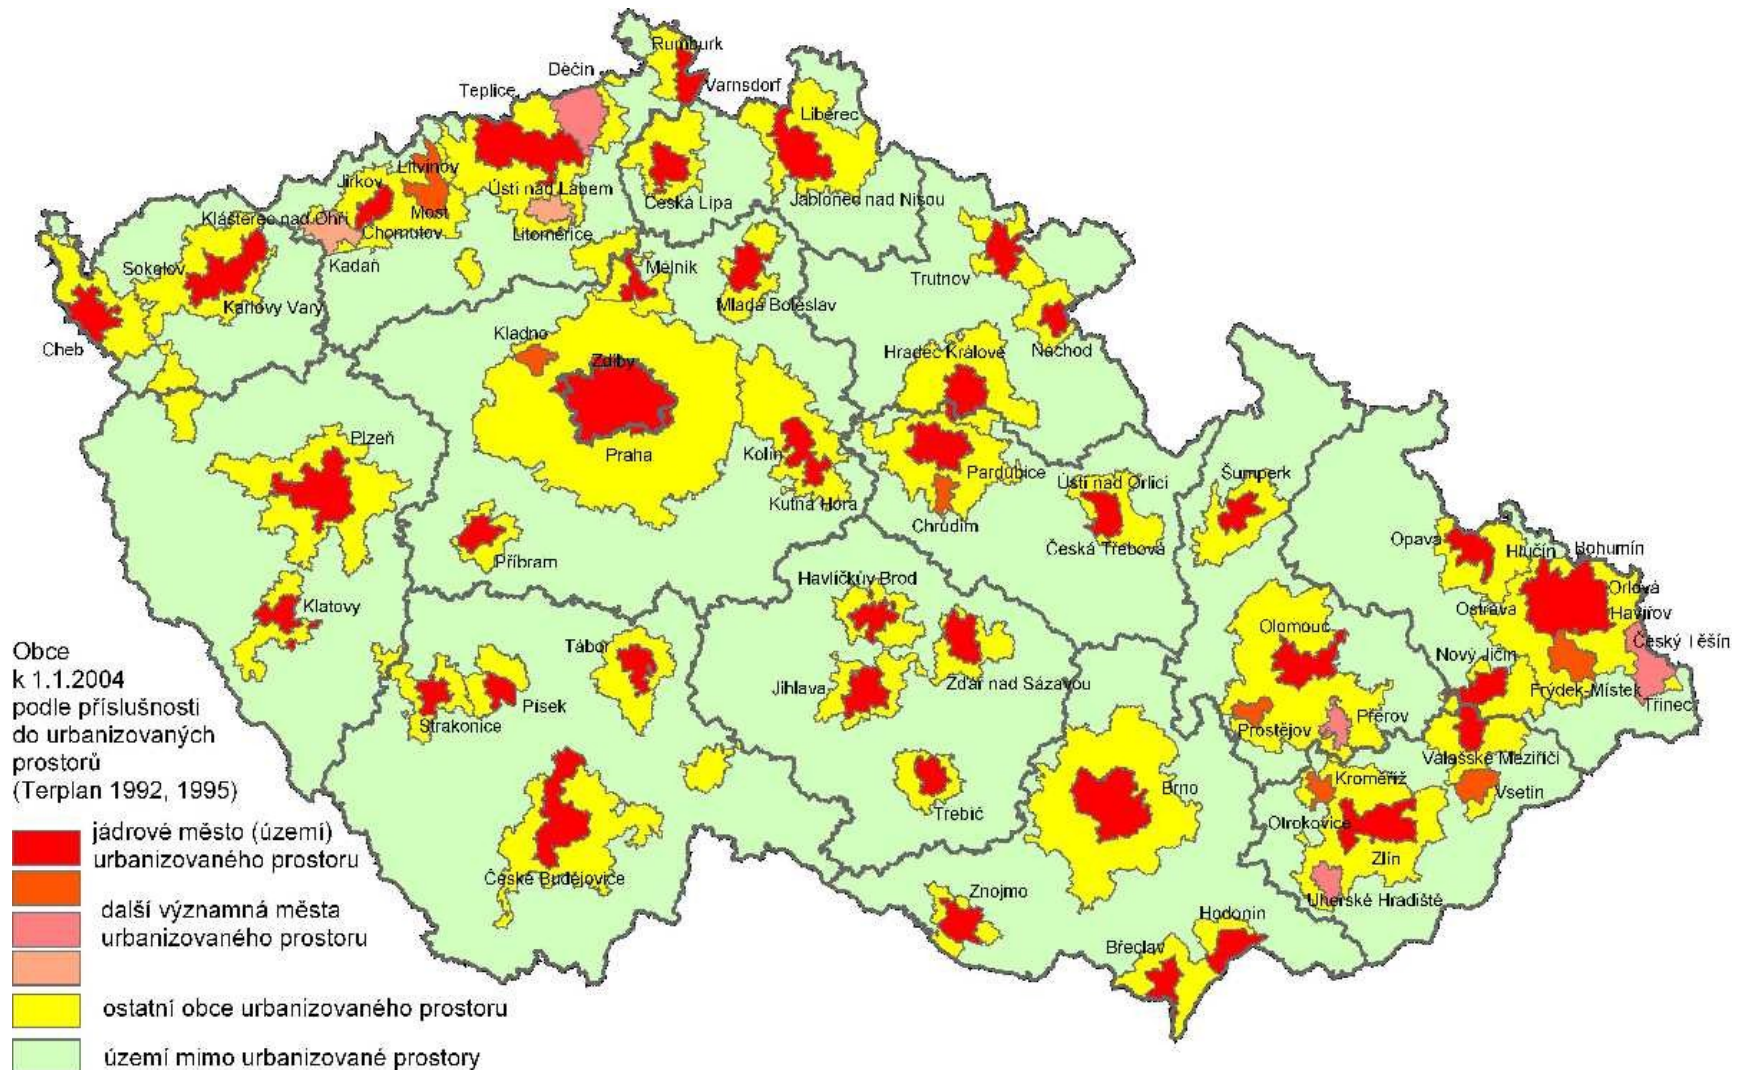 Rumburk
Děčín
Varnsdorf
Teplice
Liberec
Litvínov
Jirkov
Ústí nad Labem
Česká Lípa
Jablonec nad Nisou
Klášterec nad Ohří
Most
Chomutov
Litoměřice
Sokolov
Kadaň
Mělník
Trutnov
Karlovy Vary
Mladá Boleslav
Cheb
Kladno
Zdiby
Hradec Králové
Náchod
Plzeň
Praha
Kolín
Pardubice
Ústí nad Orlicí
Šumperk
Kutná Hora
Chrudim
Česká Třebová
Opava
Hlučín
Bohumín
Příbram
Havlíčkův Brod
Orlová
Klatovy
Ostrava
Havířov
Olomouc
Český Těšín
Tábor
Nový Jičín
Jihlava
Žďár nad Sázavou
Frýdek-Místek
Písek
Třinec
Strakonice
Prostějov
Přerov
Valašské Meziříčí
Kroměříž
Vsetín
Brno
Třebíč
Otrokovice
Zlín
České Budějovice
Znojmo
Uherské Hradiště
Hodonín
Břeclav
Obce
k 1.1.2004
podle příslušnosti
do urbanizovaných
prostorů
(Terplan 1992, 1995)
jádrové město (území)
urbanizovaného prostoru
další významná města
urbanizovaného prostoru
ostatní obce urbanizovaného prostoru
území mimo urbanizované prostory